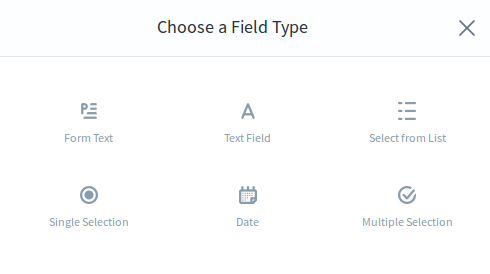 Choose a Field Type
Form Text
Text Field
Select from List
Single Selection
Date
Multiple Selection